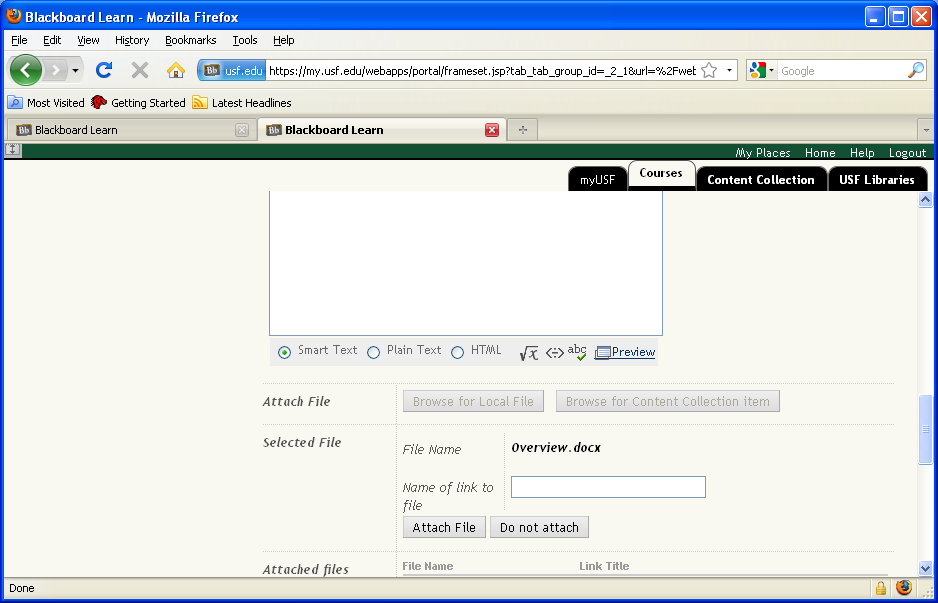 Blackboard Learn - Mozilla Firefox
File Edit View History Bookmarks Tools Help
Bb usf.edu https://my.usf.edu/webapps/portal/frameset.jsp?tab_tab_group_id=_2_1&url=%2Fwet Google
Most Visited Getting Started Latest Headlines
Bb Blackboard Learn Bb Blackboard Learn
My Places Home Help Logout
myUSF Courses Content Collection USF Libraries
Smart Text Plain Text HTML √x abc Preview
Attach File Browse for Local File Browse for Content Collection item
Selected File File Name Overview.docx
Name of link to
file
Attach File Do not attach
Attached files File Name Link Title
Done